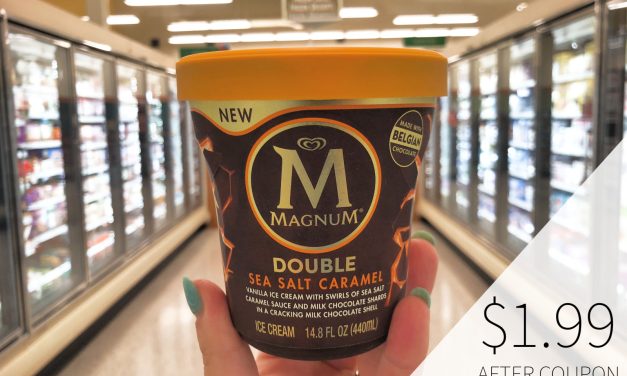 NEW
MADE WITH
BELGIAN
CHOCOLATE
M
MAGNUM®
DOUBLE
SEA SALT CARAMEL
VANILLA ICE CREAM WITH SWIRLS OF SEA SALT
CARAMEL SAUCE AND MILK CHOCOLATE SHARDS
IN A CRACKING MILK CHOCOLATE SHELL
ICE CREAM 14.8 FL OZ (440mL)
$1.99
AFTER COUPON